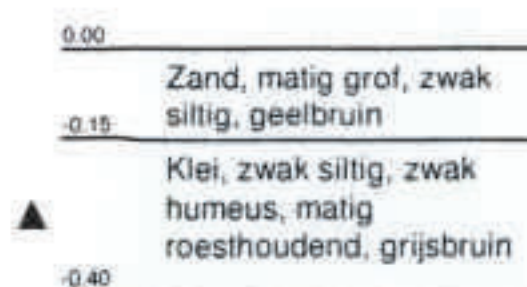 0.00
Zand, matig grof, zwak
siltig, geelbruin
-0.15
Klei, zwak siltig, zwak
humeus, matig
roesthoudend, grijsbruin
-0.40